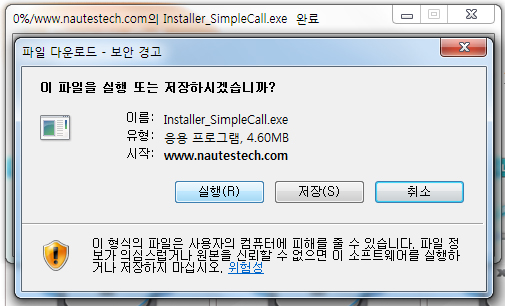 0%/www.nautestech.com의 Installer_SimpleCall.exe 완료
파일 다운로드 - 보안 경고
이 파일을 실행 또는 저장하시겠습니까?
이름: Installer_SimpleCall.exe
유형: 응용 프로그램, 4.60MB
시작: www.nautestech.com
실행(R) 저장(S) 취소
이 형식의 파일은 사용자의 컴퓨터에 피해를 줄 수 있습니다. 파일 정
보가 의심스럽거나 원본을 신뢰할 수 없으면 이 소프트웨어를 실행하
거나 저장하지 마십시오. 위험성